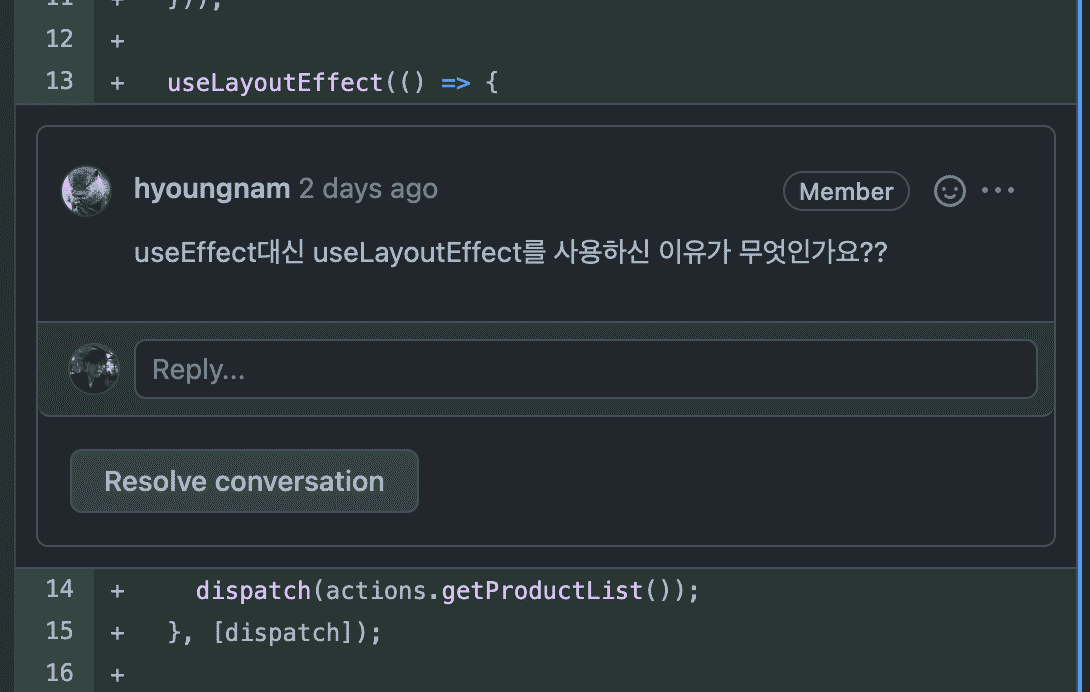 11 + }));
12 +
13 + useLayoutEffect(() => {
hyoungnam 2 days ago Member
useEffect대신 useLayoutEffect를 사용하신 이유가 무엇인가요??
Reply...
Resolve conversation
14 + dispatch(actions.getProductList());
15 + }, [dispatch]);
16 +